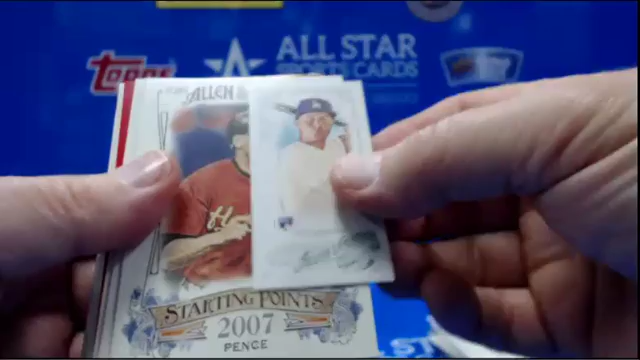 Topps
ALL STAR
SPORTS CARDS
ALLEN
STARTING POINTS
2007
PENCE